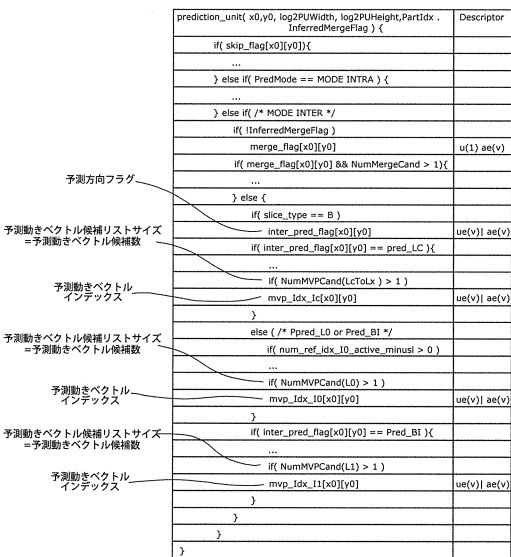 prediction_unit( x0,y0, log2PUWidth, log2PUHeight,PartIdx . Descriptor
InferredMergeFlag ) {
if( skip_flag[x0][y0]){
...
} else if( PredMode == MODE INTRA ) {
...
} else if( /* MODE INTER */
if( !InferredMergeFlag )
merge_flag[x0][y0] u(1) ae(v)
if( merge_flag[x0][y0] && NumMergeCand > 1){
予測方向フラグ
...
} else {
if( slice_type == B )
inter_pred_flag[x0][y0] ue(v)| ae(v)
予測動きベクトル候補リストサイズ
=予測動きベクトル候補数
if( inter_pred_flag[x0][y0] == pred_LC ){
...
if( NumMVPCand(LcToLx ) > 1 )
予測動きベクトル
インデックス
mvp_Idx_Ic[x0][y0] ue(v)| ae(v)
}
else ( /* Ppred_L0 or Pred_BI */
予測動きベクトル候補リストサイズ
=予測動きベクトル候補数
if( num_ref_idx_I0_active_minusl > 0 )
...
if( NumMVPCand(L0) > 1 )
予測動きベクトル
インデックス
mvp_Idx_I0[x0][y0] ue(v)| ae(v)
}
予測動きベクトル候補リストサイズ
=予測動きベクトル候補数
if( inter_pred_flag[x0][y0] == Pred_BI ){
...
if( NumMVPCand(L1) > 1 )
予測動きベクトル
インデックス
mvp_Idx_I1[x0][y0] ue(v)| ae(v)
}
}
}
}